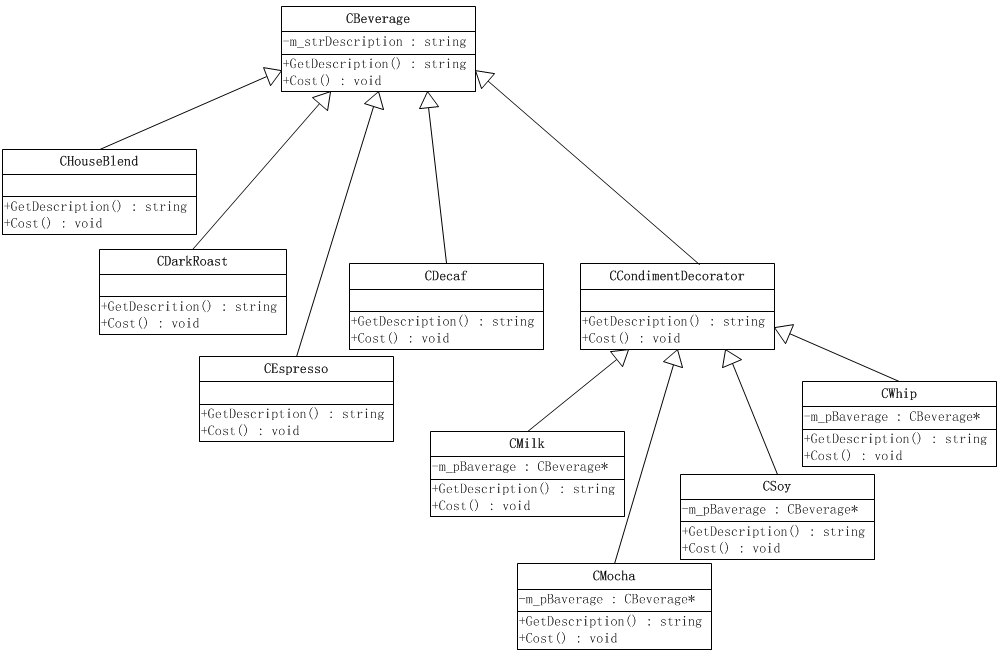 CBeverage
-m_strDescription : string
+GetDescription() : string
+Cost() : void
CHouseBlend
+GetDescription() : string
+Cost() : void
CDarkRoast
+GetDescrition() : string
+Cost() : void
CDecaf
+GetDescription() : string
+Cost() : void
CCondimentDecorator
+GetDescription() : string
+Cost() : void
CEspresso
+GetDescription() : string
+Cost() : void
CWhip
-m_pBaverage : CBeverage*
+GetDescription() : string
+Cost() : void
CMilk
-m_pBaverage : CBeverage*
+GetDescription() : string
+Cost() : void
CSoy
-m_pBaverage : CBeverage*
+GetDescription() : string
+Cost() : void
CMocha
-m_pBaverage : CBeverage*
+GetDescription() : string
+Cost() : void